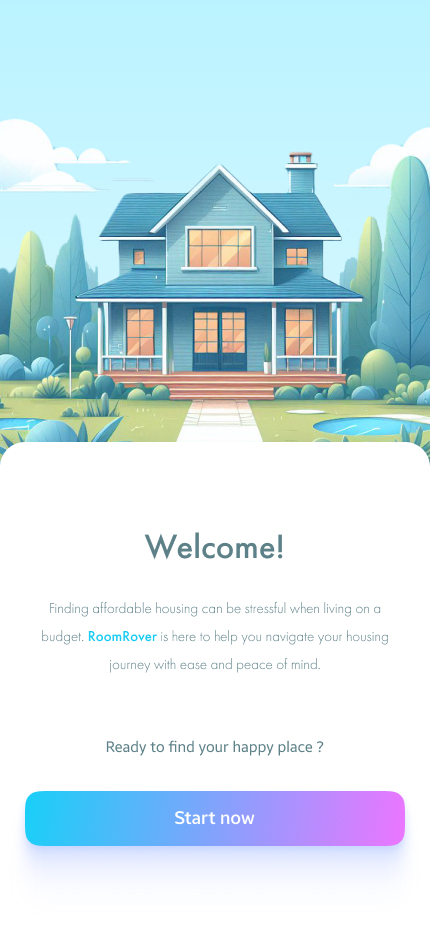 Welcome!
Finding affordable housing can be stressful when living on a
budget. RoomRover is here to help you navigate your housing
journey with ease and peace of mind.
Ready to find your happy place ?
Start now